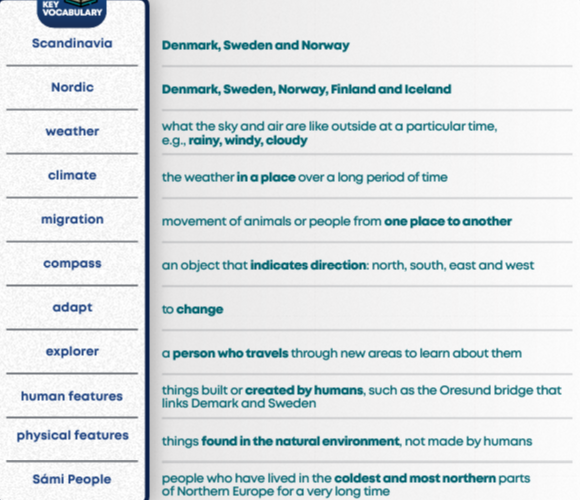 KEY
VOCABULARY
Scandinavia
Denmark, Sweden and Norway
Nordic
Denmark, Sweden, Norway, Finland and Iceland
weather
what the sky and air are like outside at a particular time,
e.g., rainy, windy, cloudy
climate
the weather in a place over a long period of time
migration
movement of animals or people from one place to another
compass
an object that indicates direction: north, south, east and west
adapt
to change
explorer
a person who travels through new areas to learn about them
human features
things built or created by humans, such as the Oresund bridge that
links Demark and Sweden
physical features
things found in the natural environment, not made by humans
Sámi People
people who have lived in the coldest and most northern parts
of Northern Europe for a very long time